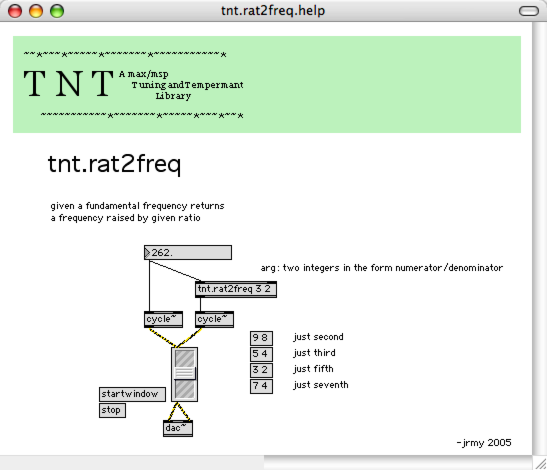 tnt.rat2freq.help
~~*~~~*~~~~*~~~~~~~*~~~~~~~~~~~*
TNT A max/msp
Tuning and Tempermant
Library
~~~~~~~~~~~*~~~~~~~*~~~~~*~~~*~~*
tnt.rat2freq
given a fundamental frequency returns
a frequency raised by given ratio
262.
arg: two integers in the form numerator/denominator
tnt.rat2freq 3 2
cycle~ cycle~
9 8 just second
5 4 just third
3 2 just fifth
7 4 just seventh
startwindow
stop
dac~
-jrmy 2005